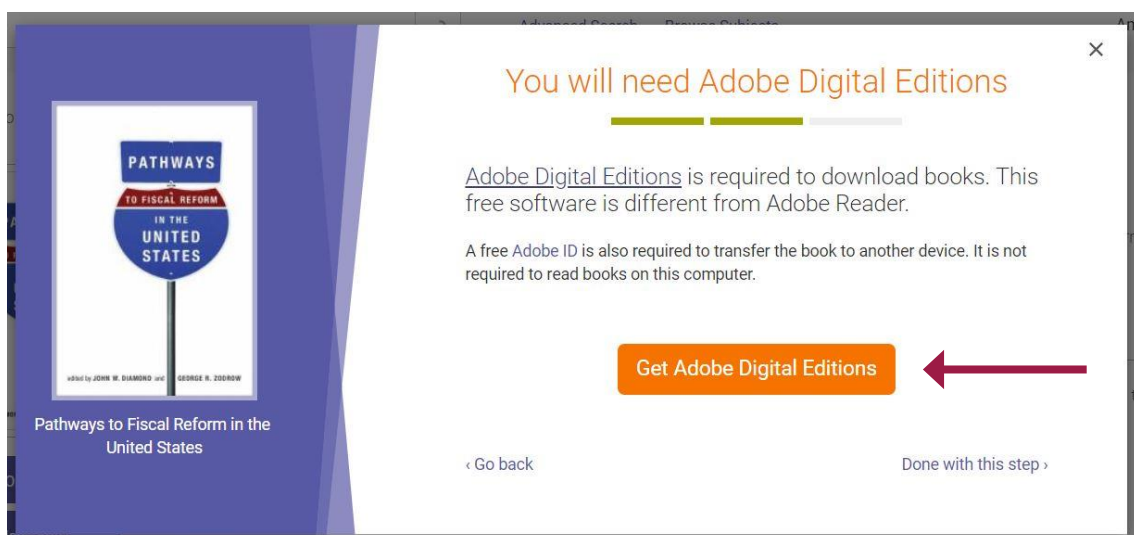 Advanced Search Browse Subjects
You will need Adobe Digital Editions
PATHWAYS
TO FISCAL REFORM
IN THE
UNITED
STATES
edited by JOHN W. DIAMOND and GEORGE R. ZODROW
Pathways to Fiscal Reform in the
United States
Adobe Digital Editions is required to download books. This
free software is different from Adobe Reader.
A free Adobe ID is also required to transfer the book to another device. It is not
required to read books on this computer.
Get Adobe Digital Editions
‹ Go back
Done with this step ›